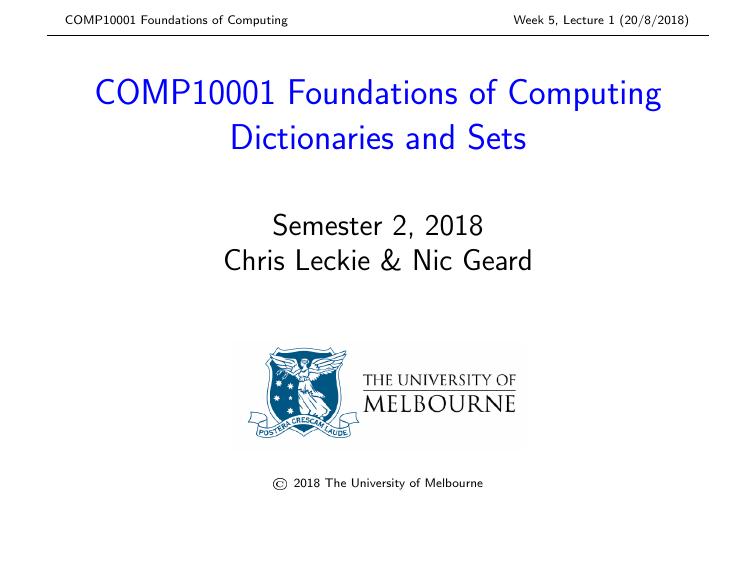 COMP10001 Foundations of Computing
Week 5, Lecture 1 (20/8/2018)
COMP10001 Foundations of Computing
Dictionaries and Sets
Semester 2, 2018
Chris Leckie & Nic Geard
THE UNIVERSITY OF
MELBOURNE
POSTERA CRESCAM LAUDE
© 2018 The University of Melbourne